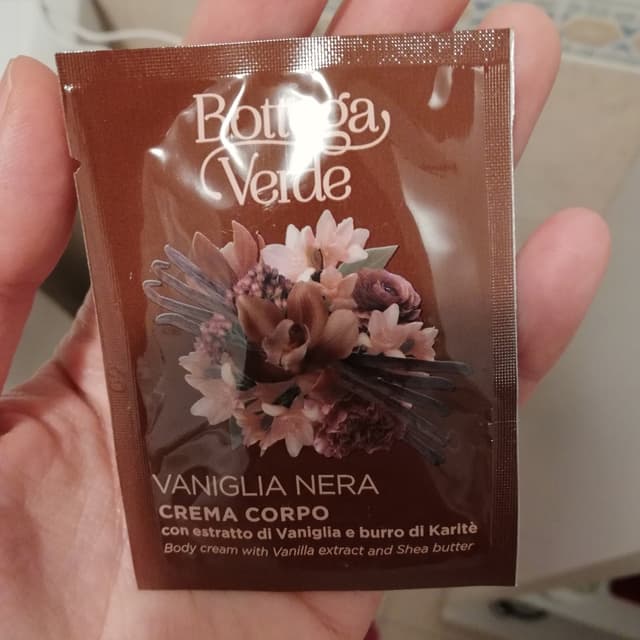 Bottega
Verde
VANIGLIA NERA
CREMA CORPO
con estratto di Vaniglia e burro di Karitè
Body cream with Vanilla extract and Shea butter